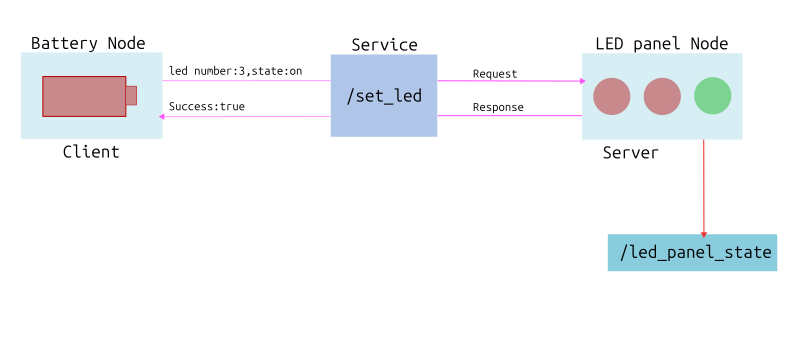 Battery Node
Service
LED panel Node
led number:3,state:on
Request
/set_led
Success:true
Response
Client
Server
/led_panel_state